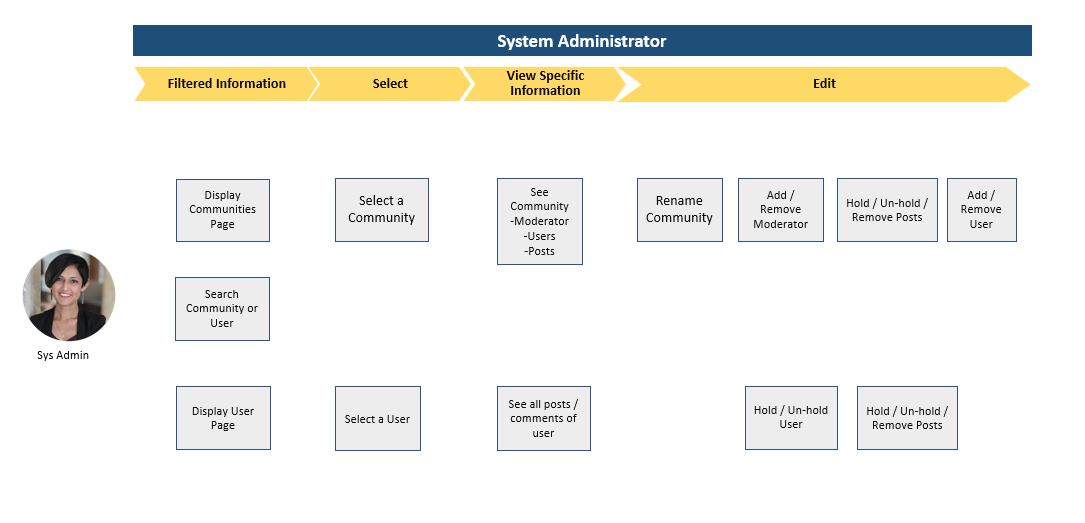 System Administrator
Filtered Information
Select
View Specific
Information
Edit
Display
Communities
Page
Select a
Community
See
Community
-Moderator
-Users
-Posts
Rename
Community
Add /
Remove
Moderator
Hold / Un-hold /
Remove Posts
Add /
Remove
User
Search
Community or
User
Sys Admin
Display User
Page
Select a User
See all posts /
comments of
user
Hold / Un-hold
User
Hold / Un-hold /
Remove Posts